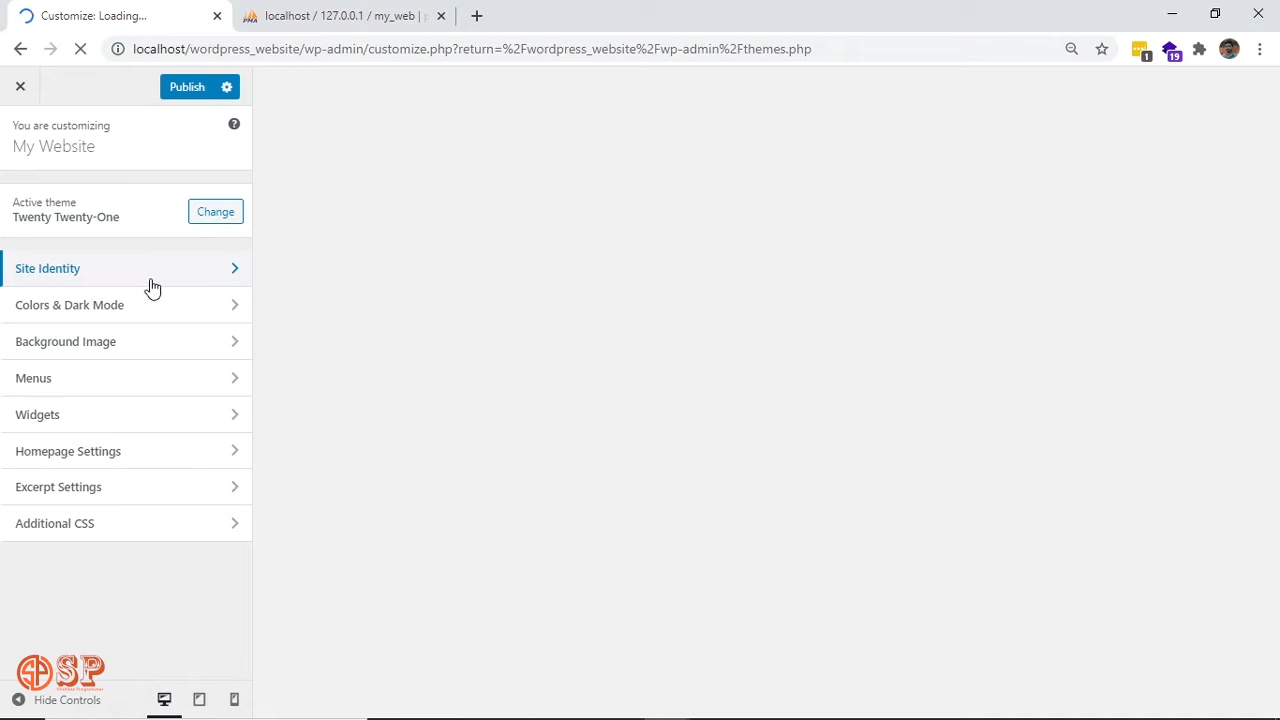 Customize: Loading...
localhost / 127.0.0.1 / my_web | p
localhost/wordpress_website/wp-admin/customize.php?return=%2Fwordpress_website%2Fwp-admin%2Fthemes.php
1
19
Publish
You are customizing
My Website
Active theme
Twenty Twenty-One
Change
Site Identity
Colors & Dark Mode
Background Image
Menus
Widgets
Homepage Settings
Excerpt Settings
Additional CSS
SP
Hide Controls